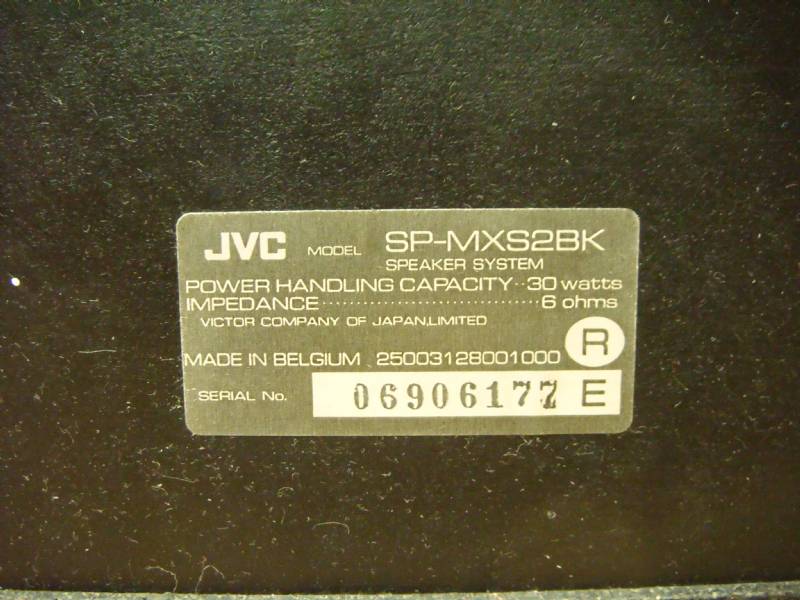 JVC MODEL SP-MXS2BK
SPEAKER SYSTEM
POWER HANDLING CAPACITY··30 watts
IMPEDANCE······························6 ohms
VICTOR COMPANY OF JAPAN,LIMITED
R
MADE IN BELGIUM 25003128001000
SERIAL No. 06906177 E